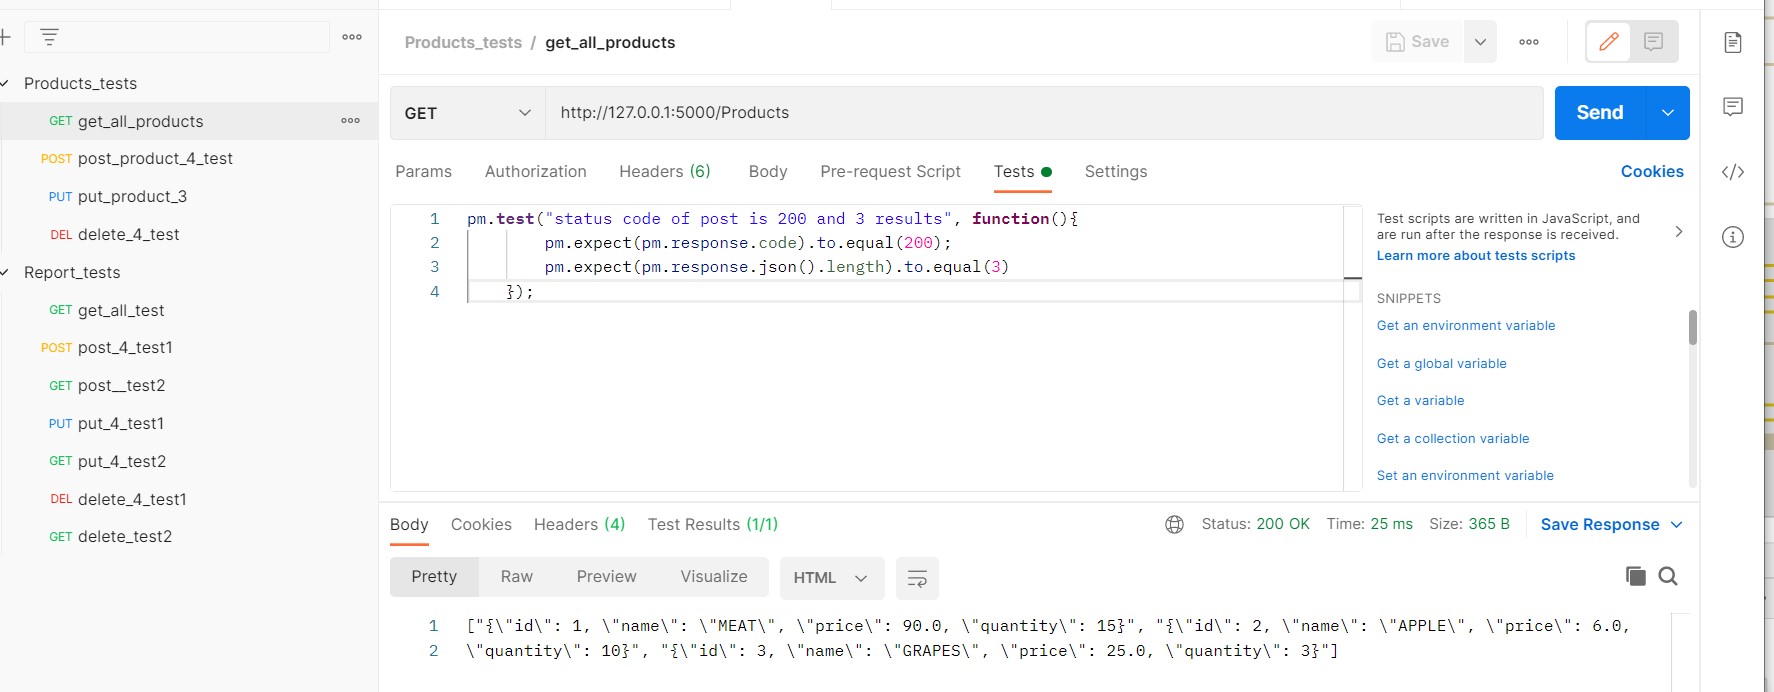 Products_tests / get_all_products
Save
Products_tests
GET get_all_products
POST post_product_4_test
PUT put_product_3
DEL delete_4_test
Report_tests
GET get_all_test
POST post_4_test1
GET post__test2
PUT put_4_test1
GET put_4_test2
DEL delete_4_test1
GET delete_test2
GET
http://127.0.0.1:5000/Products
Send
Params Authorization Headers (6) Body Pre-request Script Tests Settings
Cookies
1 pm.test("status code of post is 200 and 3 results", function(){
2 pm.expect(pm.response.code).to.equal(200);
3 pm.expect(pm.response.json().length).to.equal(3)
4 });
Test scripts are written in JavaScript, and
are run after the response is received.
Learn more about tests scripts
SNIPPETS
Get an environment variable
Get a global variable
Get a variable
Get a collection variable
Set an environment variable
Body Cookies Headers (4) Test Results (1/1)
Status: 200 OK Time: 25 ms Size: 365 B
Save Response
Pretty Raw Preview Visualize
HTML
1 ["{\"id\": 1, \"name\": \"MEAT\", \"price\": 90.0, \"quantity\": 15}", "{\"id\": 2, \"name\": \"APPLE\", \"price\": 6.0,
2 \"quantity\": 10}", "{\"id\": 3, \"name\": \"GRAPES\", \"price\": 25.0, \"quantity\": 3}"]